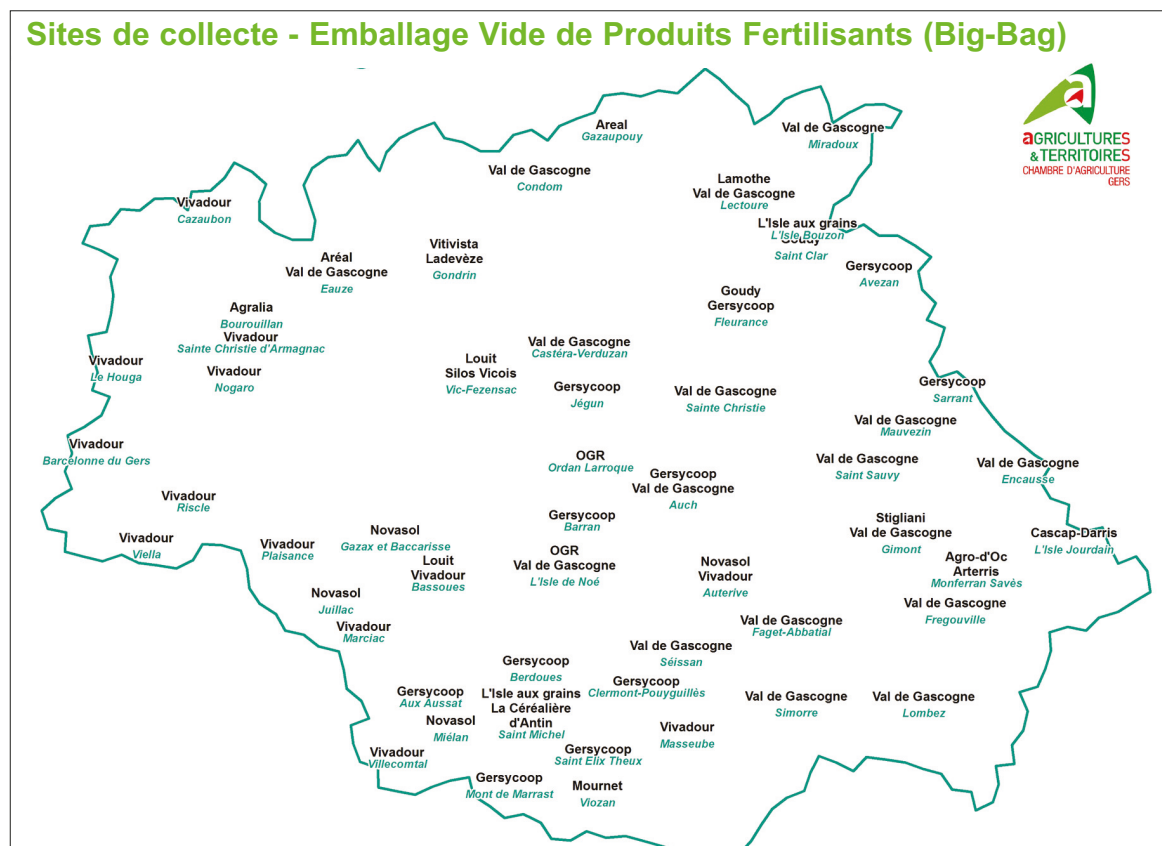 Sites de collecte - Emballage Vide de Produits Fertilisants (Big-Bag)
aGRICULTURES
& TERRITOIRES
CHAMBRE D'AGRICULTURE
GERS
Areal
Gazaupouy
Val de Gascogne
Miradoux
Val de Gascogne
Condom
Lamothe
Val de Gascogne
Lectoure
Vivadour
Cazaubon
L'Isle aux grains
L'Isle Bouzon
Goudy
Saint Clar
Vitivista
Ladevèze
Gondrin
Aréal
Val de Gascogne
Eauze
Gersycoop
Avezan
Goudy
Gersycoop
Fleurance
Agralia
Bourouillan
Vivadour
Sainte Christie d'Armagnac
Val de Gascogne
Castéra-Verduzan
Vivadour
Le Houga
Vivadour
Nogaro
Louit
Silos Vicois
Vic-Fezensac
Gersycoop
Jégun
Val de Gascogne
Sainte Christie
Gersycoop
Sarrant
Val de Gascogne
Mauvezin
Vivadour
Barcelonne du Gers
OGR
Ordan Larroque
Val de Gascogne
Saint Sauvy
Val de Gascogne
Encausse
Gersycoop
Val de Gascogne
Auch
Vivadour
Riscle
Gersycoop
Barran
Stigliani
Val de Gascogne
Gimont
Cascap-Darris
L'Isle Jourdain
Vivadour
Viella
Vivadour
Plaisance
Novasol
Gazax et Baccarisse
Louit
Vivadour
Bassoues
OGR
Val de Gascogne
L'Isle de Noé
Novasol
Vivadour
Auterive
Agro-d'Oc
Arterris
Monferran Savès
Novasol
Juillac
Val de Gascogne
Fregouville
Vivadour
Marciac
Val de Gascogne
Faget-Abbatial
Val de Gascogne
Séissan
Gersycoop
Berdoues
Gersycoop
Clermont-Pouyguillès
Gersycoop
Aux Aussat
L'Isle aux grains
La Céréalière
d'Antin
Saint Michel
Val de Gascogne
Simorre
Val de Gascogne
Lombez
Novasol
Miélan
Vivadour
Masseube
Vivadour
Villecomtal
Gersycoop
Saint Elix Theux
Gersycoop
Mont de Marrast
Mournet
Viozan